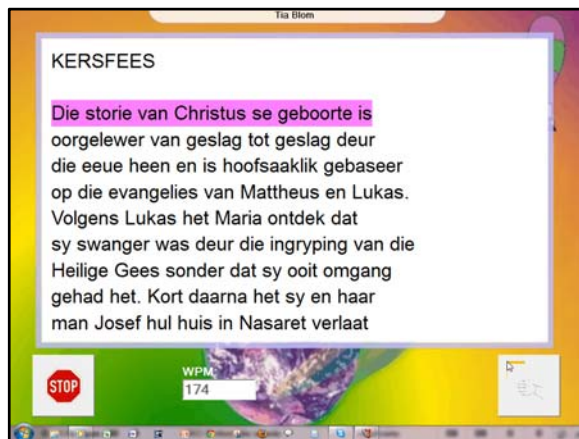 Tia Blom
KERSFEES
Die storie van Christus se geboorte is
oorgelewer van geslag tot geslag deur
die eeue heen en is hoofsaaklik gebaseer
op die evangelies van Mattheus en Lukas.
Volgens Lukas het Maria ontdek dat
sy swanger was deur die ingryping van die
Heilige Gees sonder dat sy ooit omgang
gehad het. Kort daarna het sy en haar
man Josef hul huis in Nasaret verlaat
STOP
WPM:
174